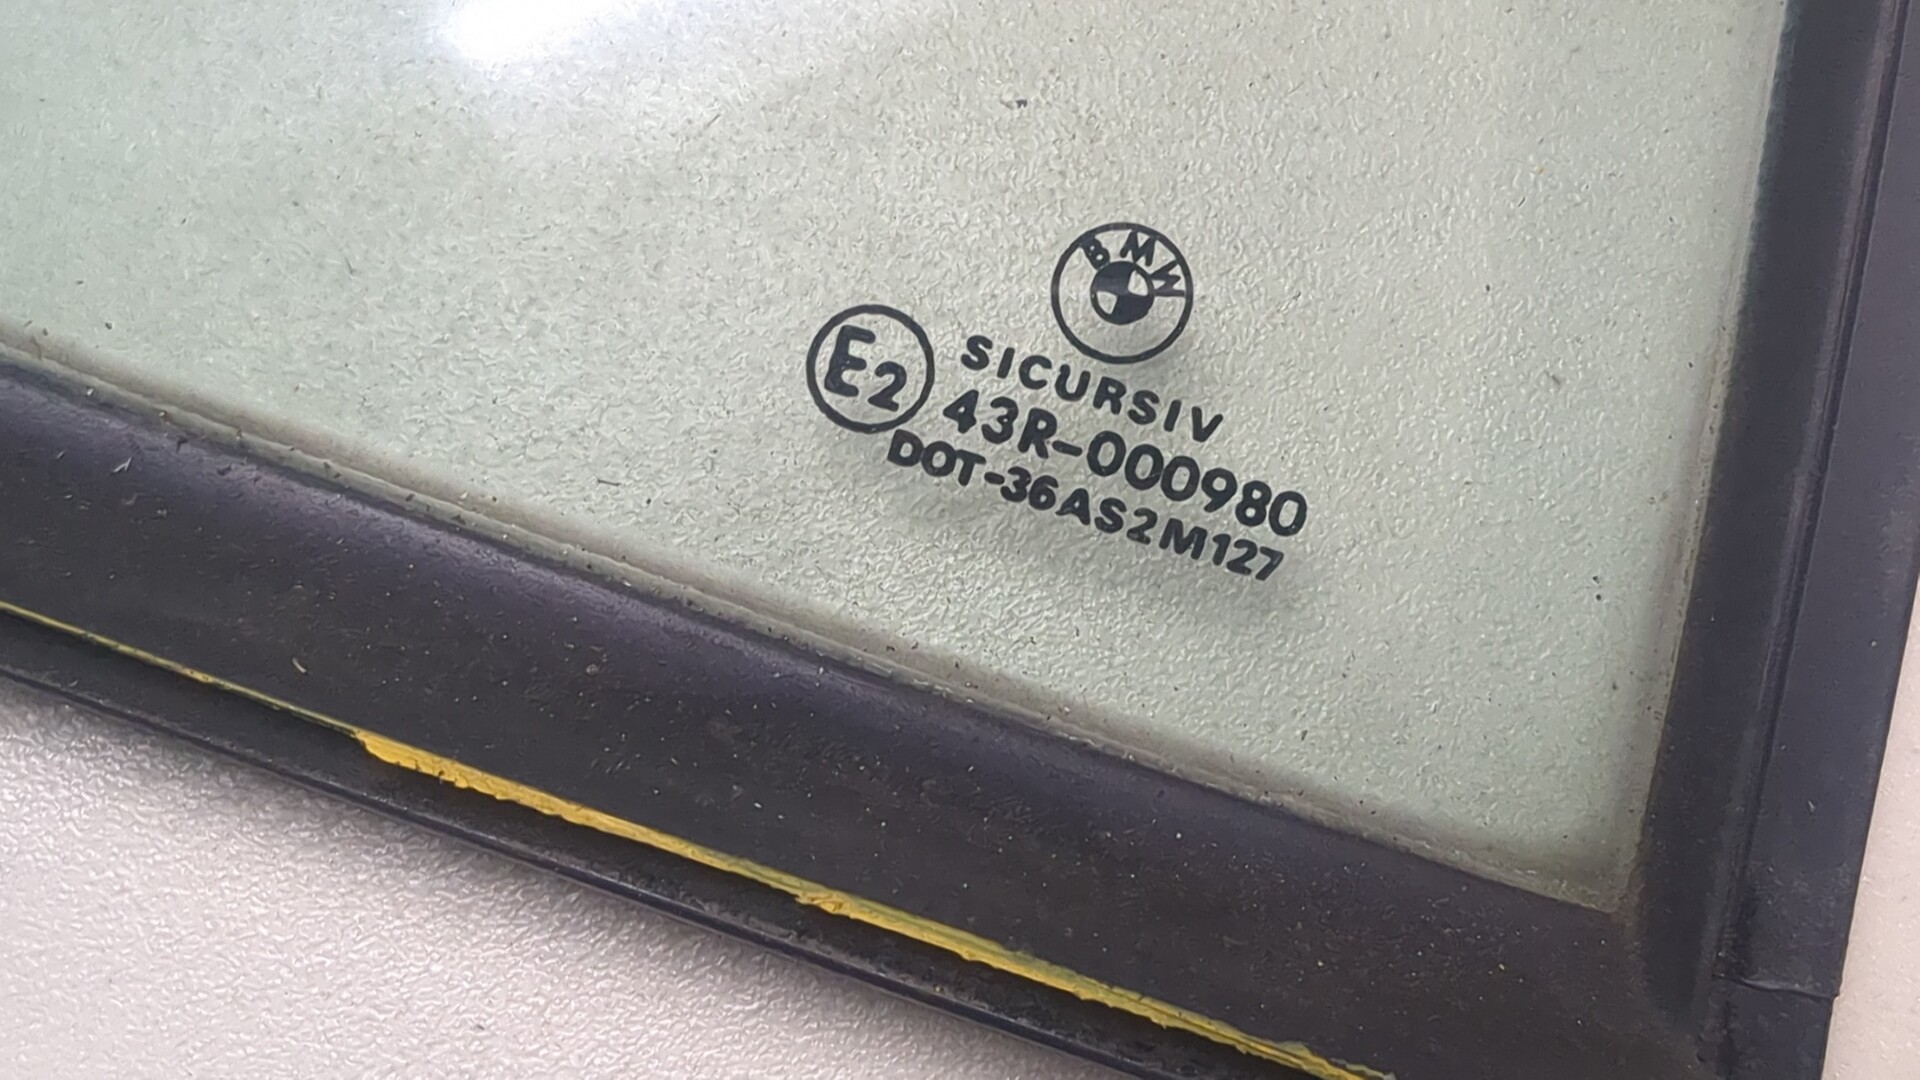 BMW
SICURSIV
E2 43R-000980
DOT-36AS2M127